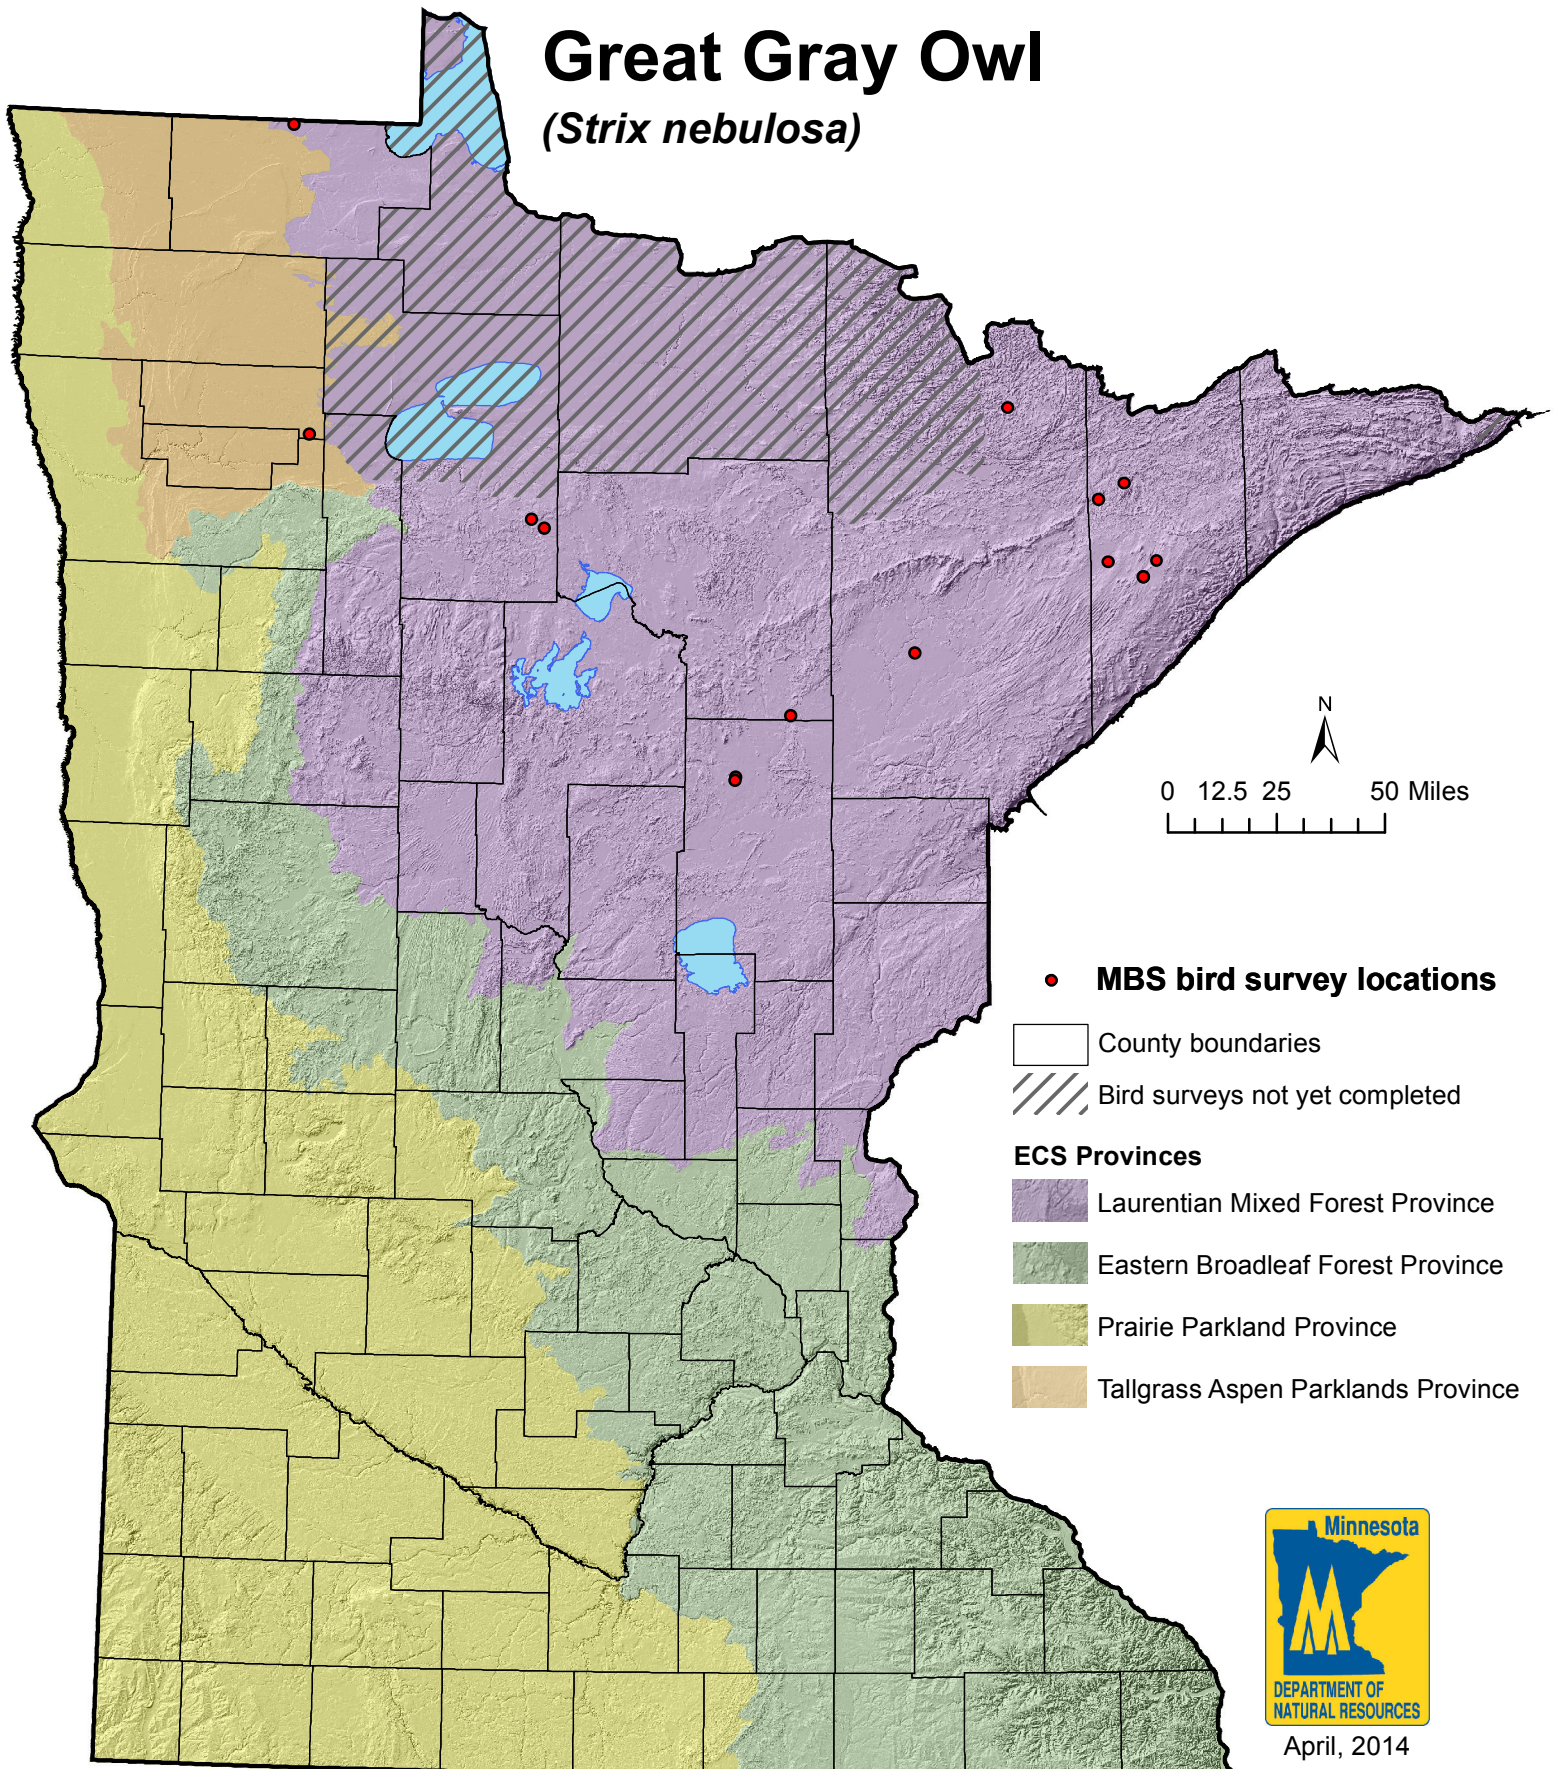 Great Gray Owl
(Strix nebulosa)
N
0 12.5 25 50 Miles
MBS bird survey locations
County boundaries
Bird surveys not yet completed
ECS Provinces
Laurentian Mixed Forest Province
Eastern Broadleaf Forest Province
Prairie Parkland Province
Tallgrass Aspen Parklands Province
Minnesota
DEPARTMENT OF
NATURAL RESOURCES
April, 2014